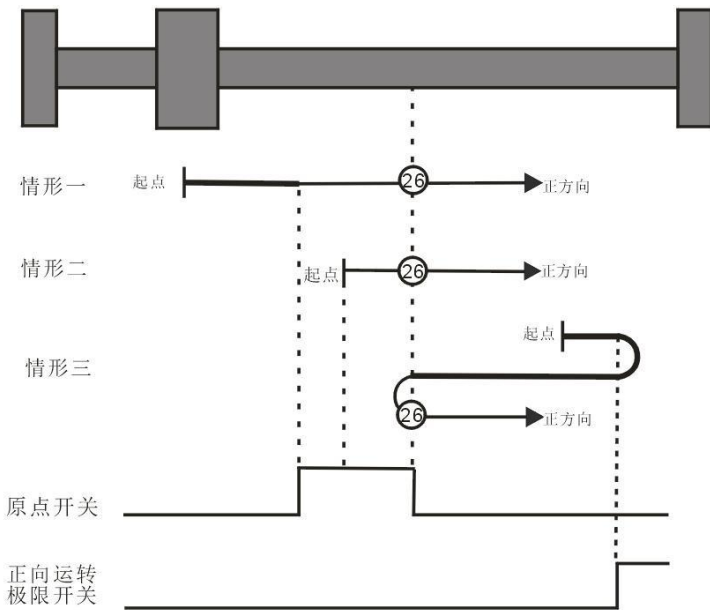 情形一 起点 26 正方向
情形二 起点 26 正方向
起点
情形三
26 正方向
原点开关
正向运转
极限开关